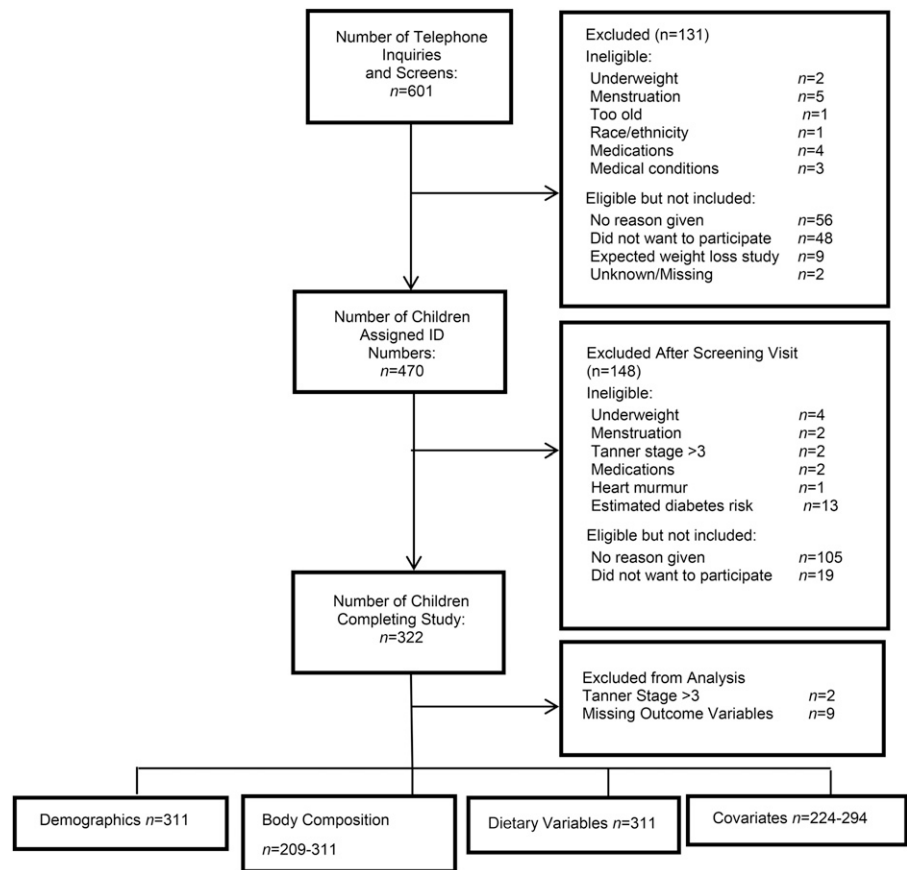 Number of Telephone
Inquiries
and Screens:
n=601
Excluded (n=131)
Ineligible:
Underweight n=2
Menstruation n=5
Too old n=1
Race/ethnicity n=1
Medications n=4
Medical conditions n=3
Eligible but not included:
No reason given n=56
Did not want to participate n=48
Expected weight loss study n=9
Unknown/Missing n=2
Number of Children
Assigned ID
Numbers:
n=470
Excluded After Screening Visit
(n=148)
Ineligible:
Underweight n=4
Menstruation n=2
Tanner stage >3 n=2
Medications n=2
Heart murmur n=1
Estimated diabetes risk n=13
Eligible but not included:
No reason given n=105
Did not want to participate n=19
Number of Children
Completing Study:
n=322
Excluded from Analysis
Tanner Stage >3 n=2
Missing Outcome Variables n=9
Demographics n=311
Body Composition
n=209-311
Dietary Variables n=311
Covariates n=224-294